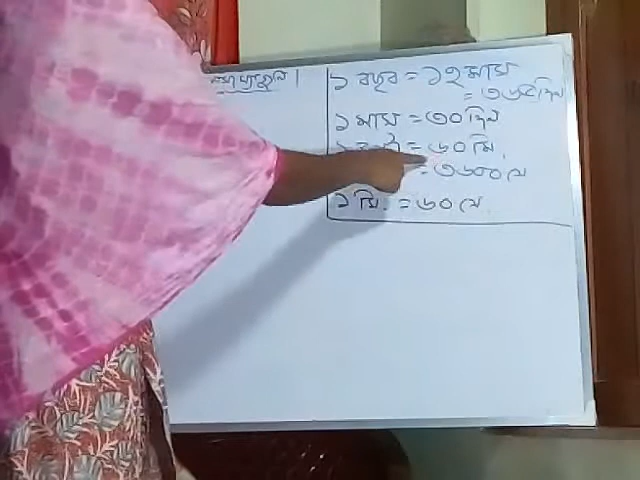 ১ বছর = ১২ মাস
= ৩৬৫ দিন
১ মাস = ৩০ দিন
= ৬০ মি.
= ৩৬০০ সে
১ মি. = ৬০ সে